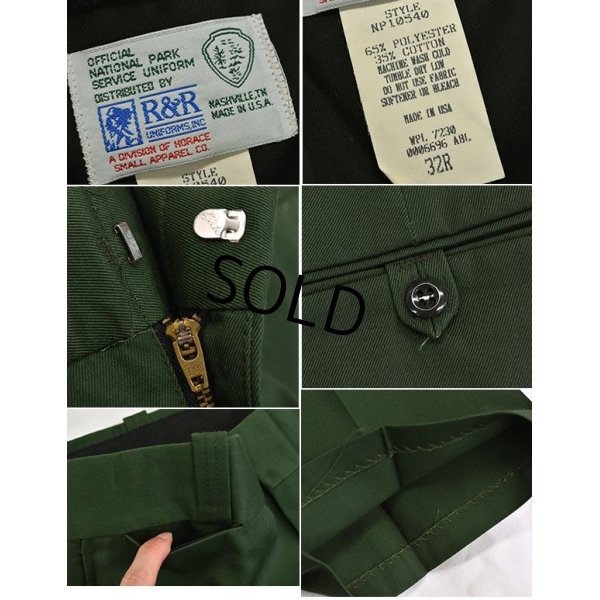 OFFICIAL
NATIONAL PARK
SERVICE UNIFORM
DISTRIBUTED BY
R&R
UNIFORMS, INC
NASHVILLE, TN
MADE IN U.S.A.
A DIVISION OF HORACE
SMALL APPAREL CO.
STYLE
STYLE
NP10540
65% POLYESTER
35% COTTON
MACHINE WASH COLD
TUMBLE DRY LOW
DO NOT USE FABRIC
SOFTENER OR BLEACH
MADE IN USA
WPL 7230
0006696 ABL
32R
SOLD